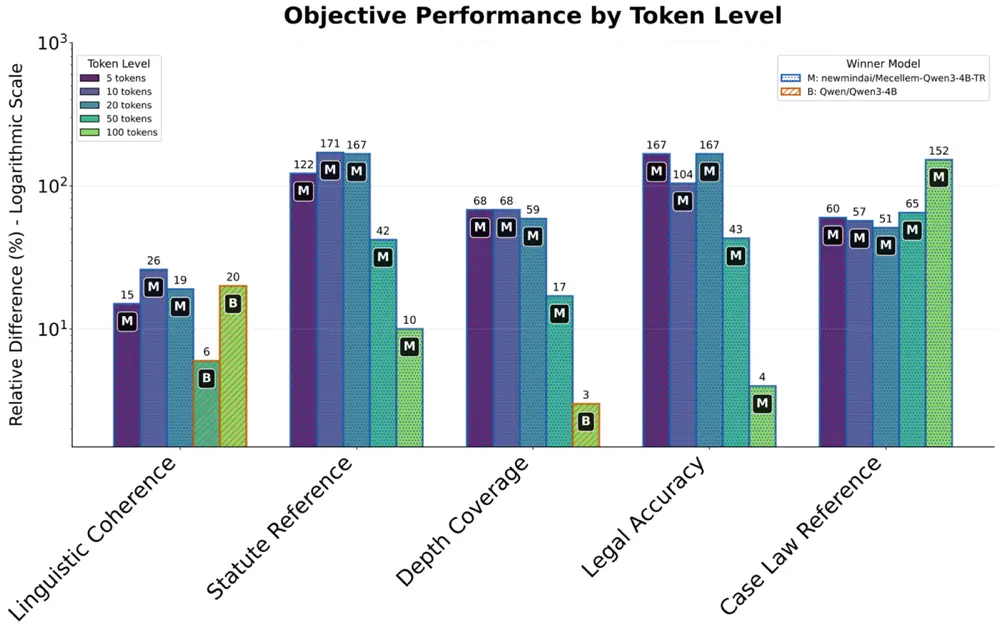 Objective Performance by Token Level
Relative Difference (%) - Logarithmic Scale
10³
10²
10¹
Token Level
5 tokens
10 tokens
20 tokens
50 tokens
100 tokens
Winner Model
M: newmindai/Mecellem-Qwen3-4B-TR
B: Qwen/Qwen3-4B
15 26 19 6 20
M M M B B
122 171 167 42 10
M M M M M
68 68 59 17 3
M M M M B
167 104 167 43 4
M M M M M
60 57 51 65 152
M M M M M
Linguistic Coherence
Statute Reference
Depth Coverage
Legal Accuracy
Case Law Reference